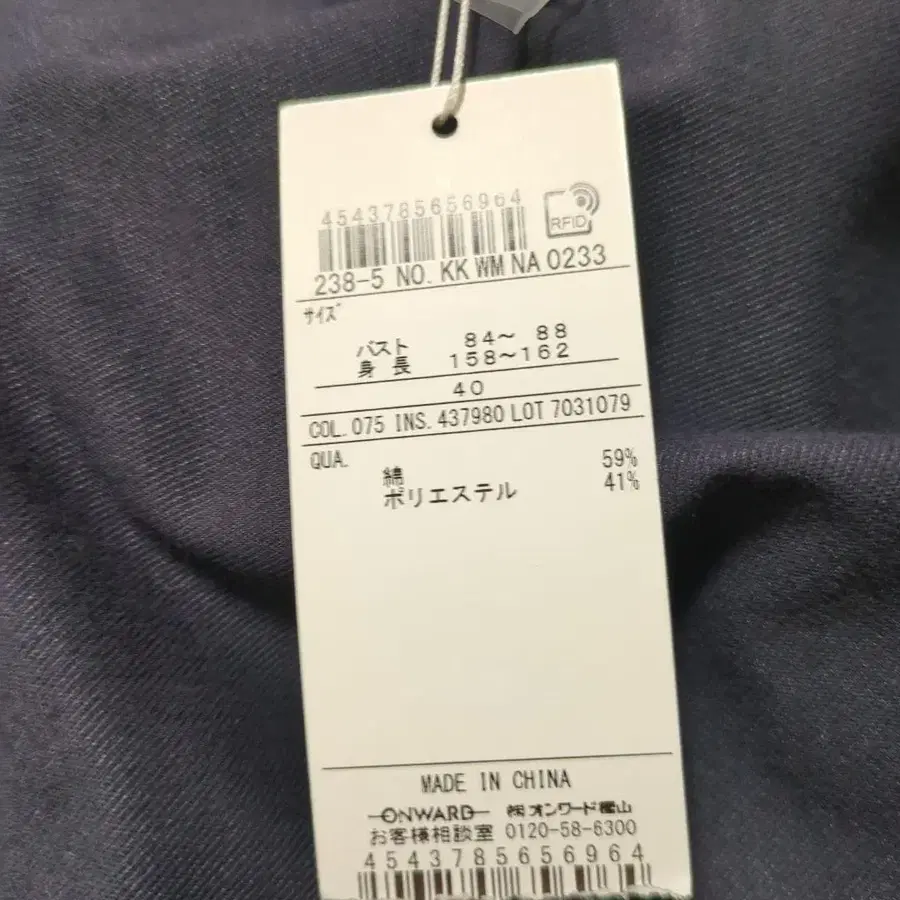 4543785656964
RFID
238-5 NO. KK WM NA 0233
サイズ
バスト 84〜 88
身長 158〜162
40
COL. 075 INS. 437980 LOT 7031079
QUA.
綿 59%
ポリエステル 41%
MADE IN CHINA
ONWARD ㈱オンワード樫山
お客様相談室 0120-58-6300
4543785656964